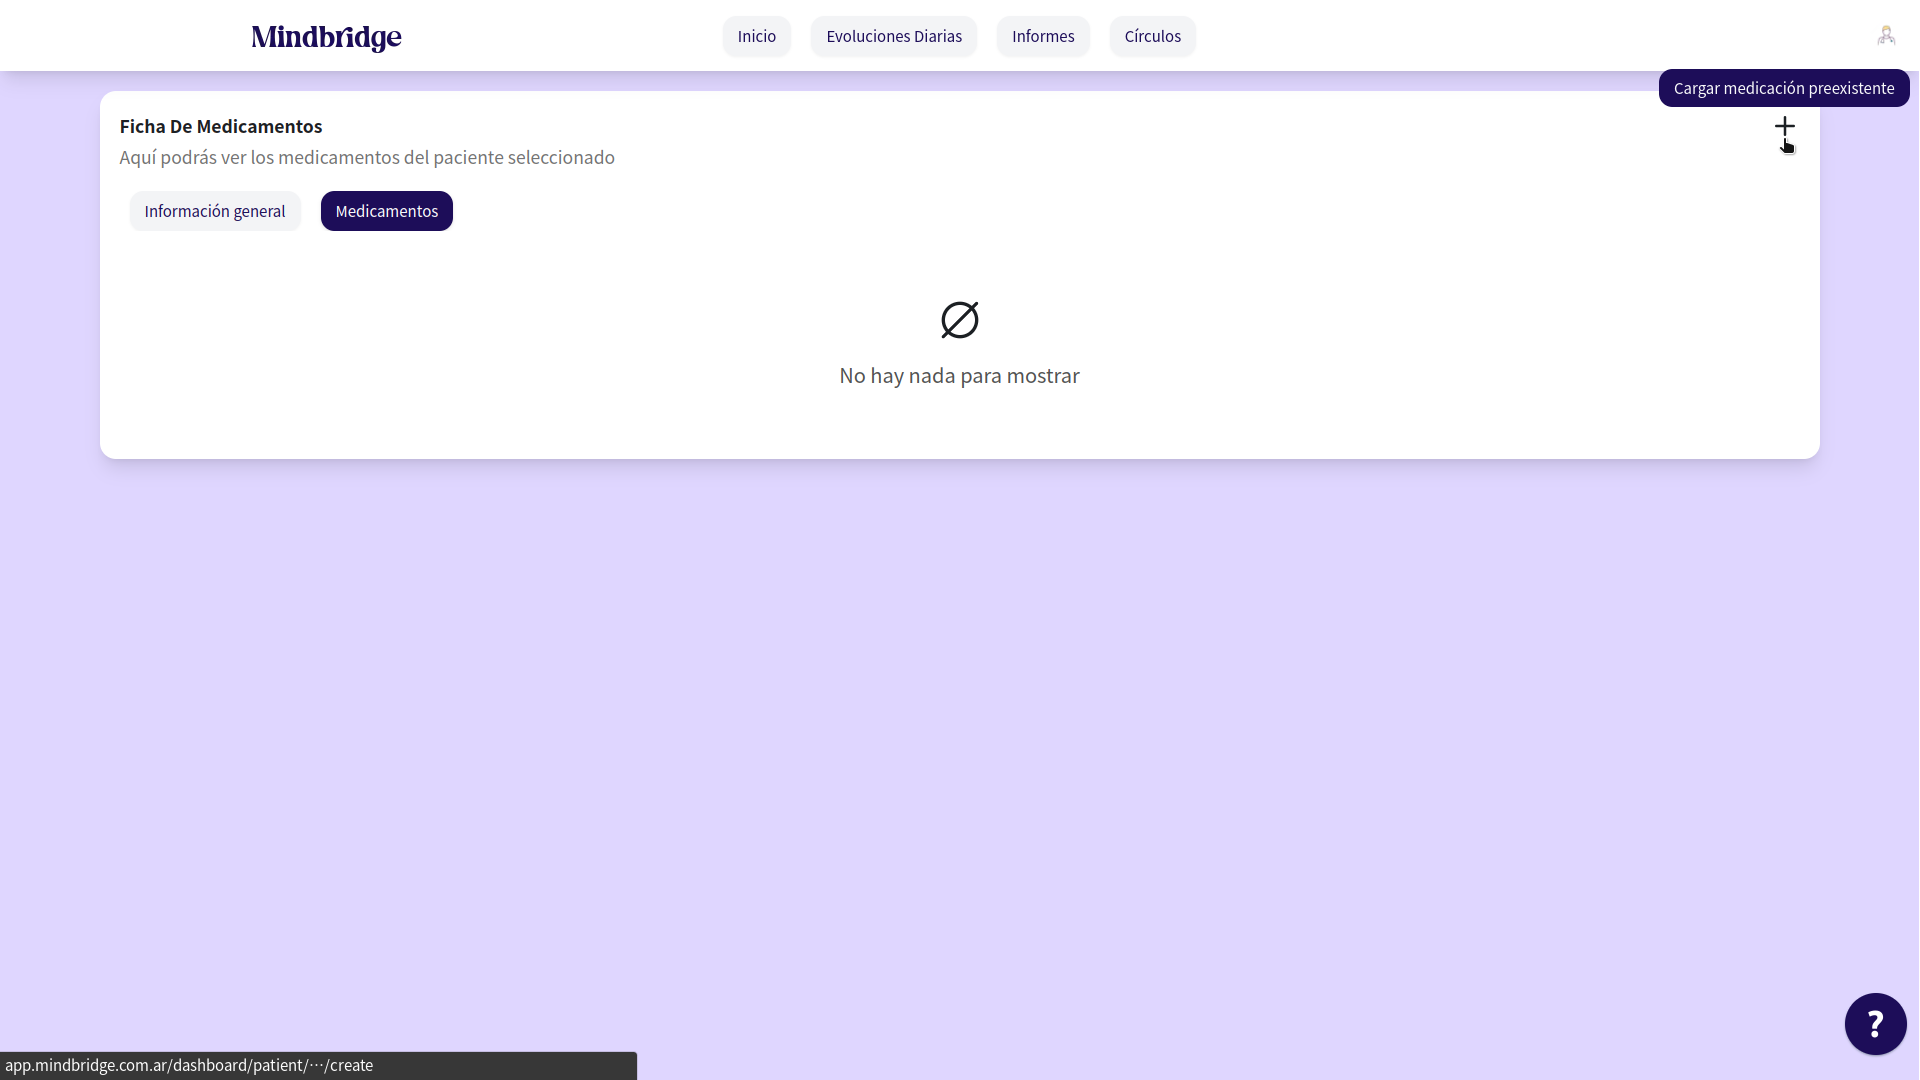 Mindbridge
Inicio
Evoluciones Diarias
Informes
Círculos
Cargar medicación preexistente
Ficha De Medicamentos
Aquí podrás ver los medicamentos del paciente seleccionado
Información general
Medicamentos
No hay nada para mostrar
?
app.mindbridge.com.ar/dashboard/patient/···/create